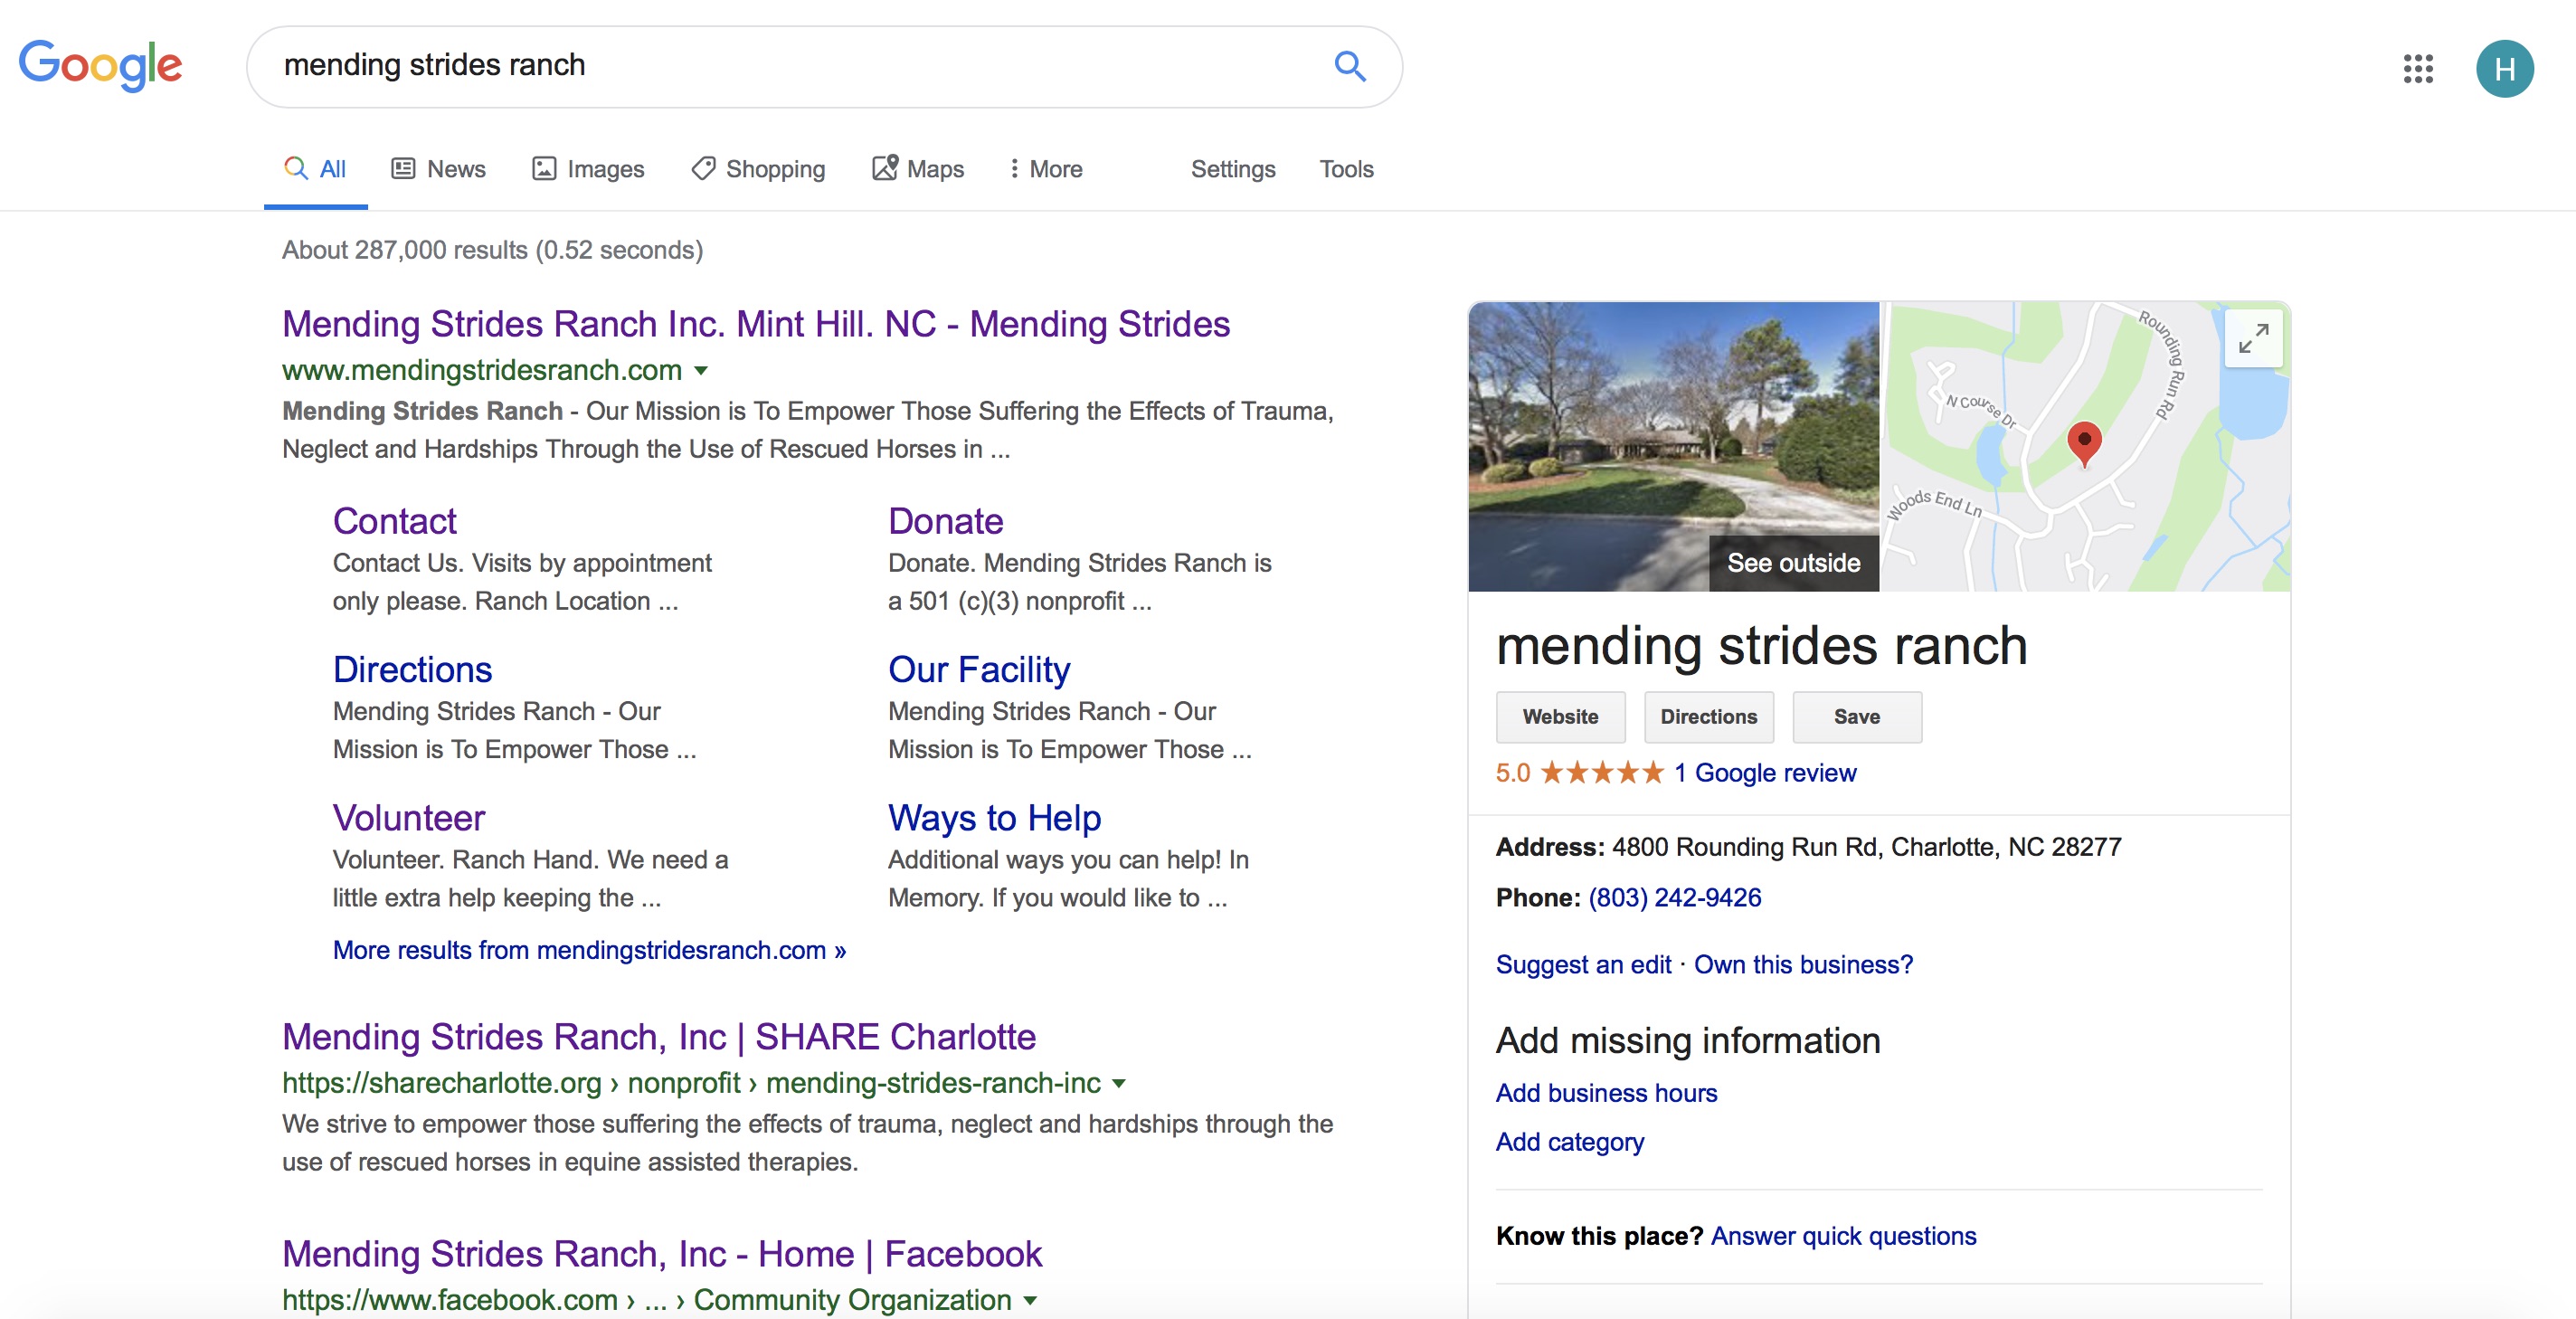 Google
mending strides ranch
H
All
News
Images
Shopping
Maps
More
Settings
Tools
About 287,000 results (0.52 seconds)
Mending Strides Ranch Inc. Mint Hill. NC - Mending Strides
www.mendingstridesranch.com
Mending Strides Ranch - Our Mission is To Empower Those Suffering the Effects of Trauma,
Neglect and Hardships Through the Use of Rescued Horses in ...
Contact
Contact Us. Visits by appointment
only please. Ranch Location ...
Donate
Donate. Mending Strides Ranch is
a 501 (c)(3) nonprofit ...
Directions
Mending Strides Ranch - Our
Mission is To Empower Those ...
Our Facility
Mending Strides Ranch - Our
Mission is To Empower Those ...
Volunteer
Volunteer. Ranch Hand. We need a
little extra help keeping the ...
Ways to Help
Additional ways you can help! In
Memory. If you would like to ...
More results from mendingstridesranch.com »
Mending Strides Ranch, Inc | SHARE Charlotte
https://sharecharlotte.org › nonprofit › mending-strides-ranch-inc
We strive to empower those suffering the effects of trauma, neglect and hardships through the
use of rescued horses in equine assisted therapies.
Mending Strides Ranch, Inc - Home | Facebook
https://www.facebook.com › ... › Community Organization
See outside
Rounding Run Rd
N Course Dr
Woods End Ln
mending strides ranch
Website
Directions
Save
5.0 ★★★★★ 1 Google review
Address: 4800 Rounding Run Rd, Charlotte, NC 28277
Phone: (803) 242-9426
Suggest an edit · Own this business?
Add missing information
Add business hours
Add category
Know this place? Answer quick questions